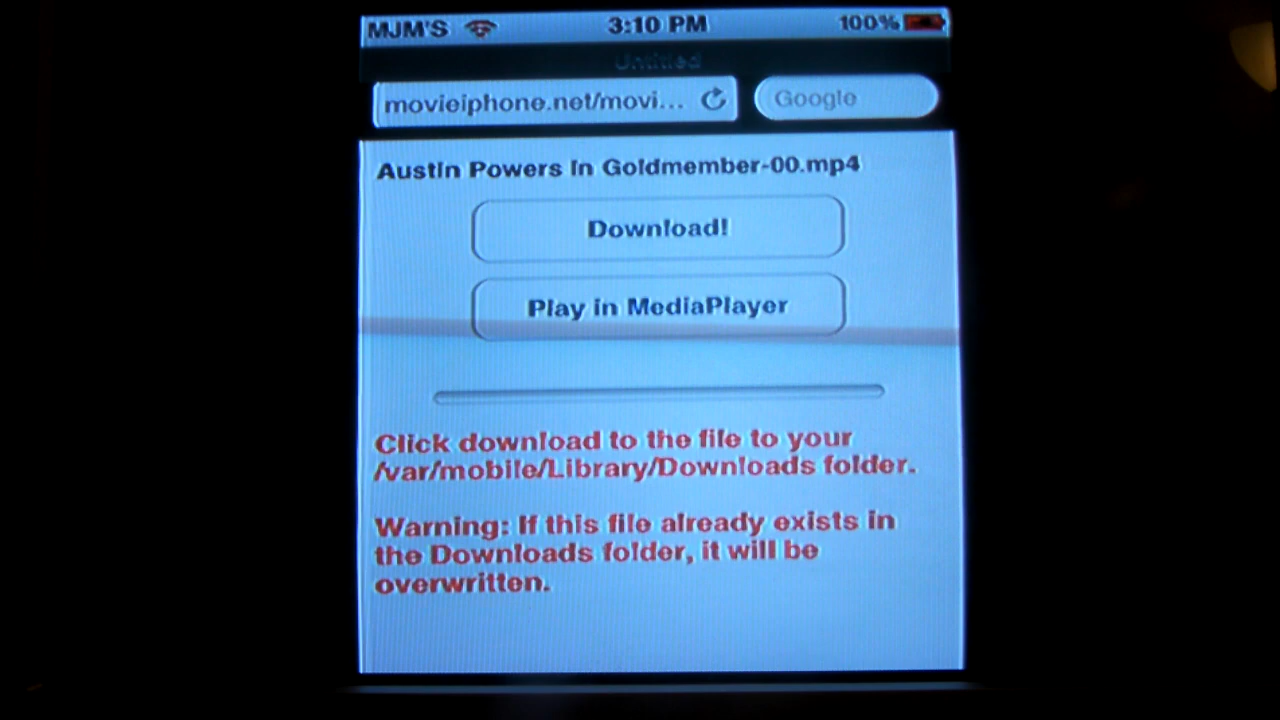 MJM'S 3:10 PM 100%
Untitled
movieiphone.net/movi... Google
Austin Powers in Goldmember-00.mp4
Download!
Play in MediaPlayer
Click download to the file to your
/var/mobile/Library/Downloads folder.
Warning: If this file already exists in
the Downloads folder, it will be
overwritten.